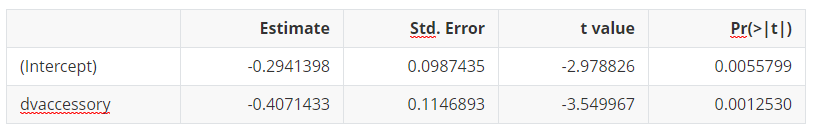 Estimate Std. Error t value Pr(>|t|)
(Intercept) -0.2941398 0.0987435 -2.978826 0.0055799
dvaccessory -0.4071433 0.1146893 -3.549967 0.0012530